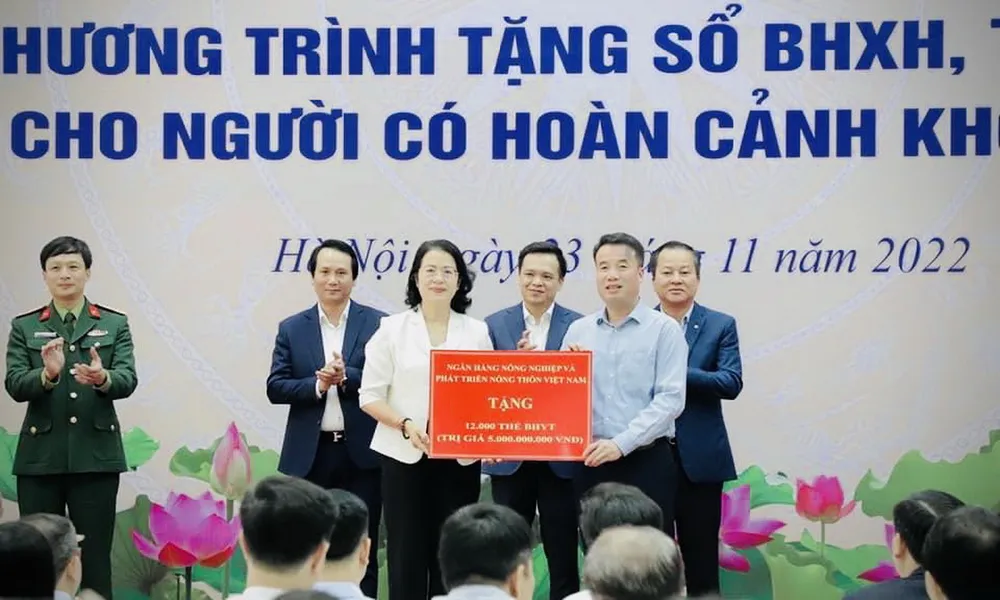 HƯƠNG TRÌNH TẶNG SỔ BHXH, T
CHO NGƯỜI CÓ HOÀN CẢNH KH
Hà Nội, ngày 23 tháng 11 năm 2022
NGÂN HÀNG NÔNG NGHIỆP VÀ
PHÁT TRIỂN NÔNG THÔN VIỆT NAM
TẶNG
12.000 THẺ BHYT
(TRỊ GIÁ 5.000.000.000 VNĐ)